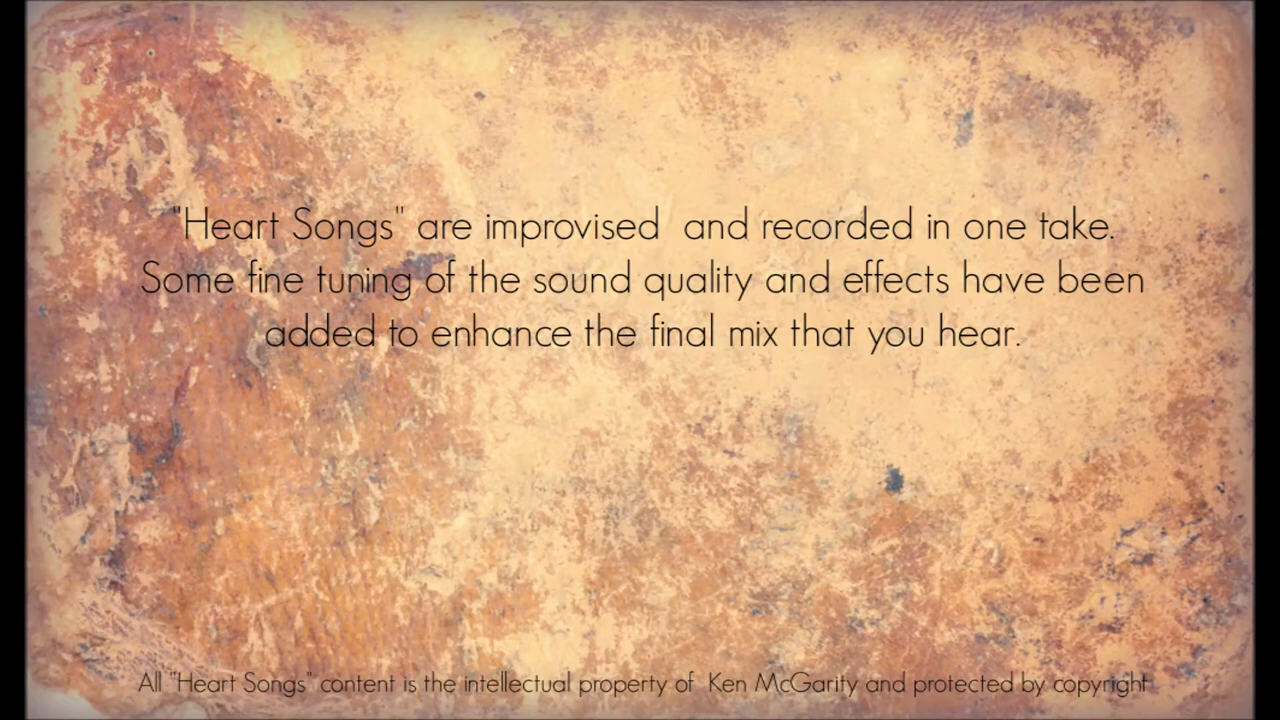 "Heart Songs" are improvised  and recorded in one take.
Some fine tuning of the sound quality and effects have been
added to enhance the final mix that you hear.
All "Heart Songs" content is the intellectual property of  Ken McGarity and protected by copyright